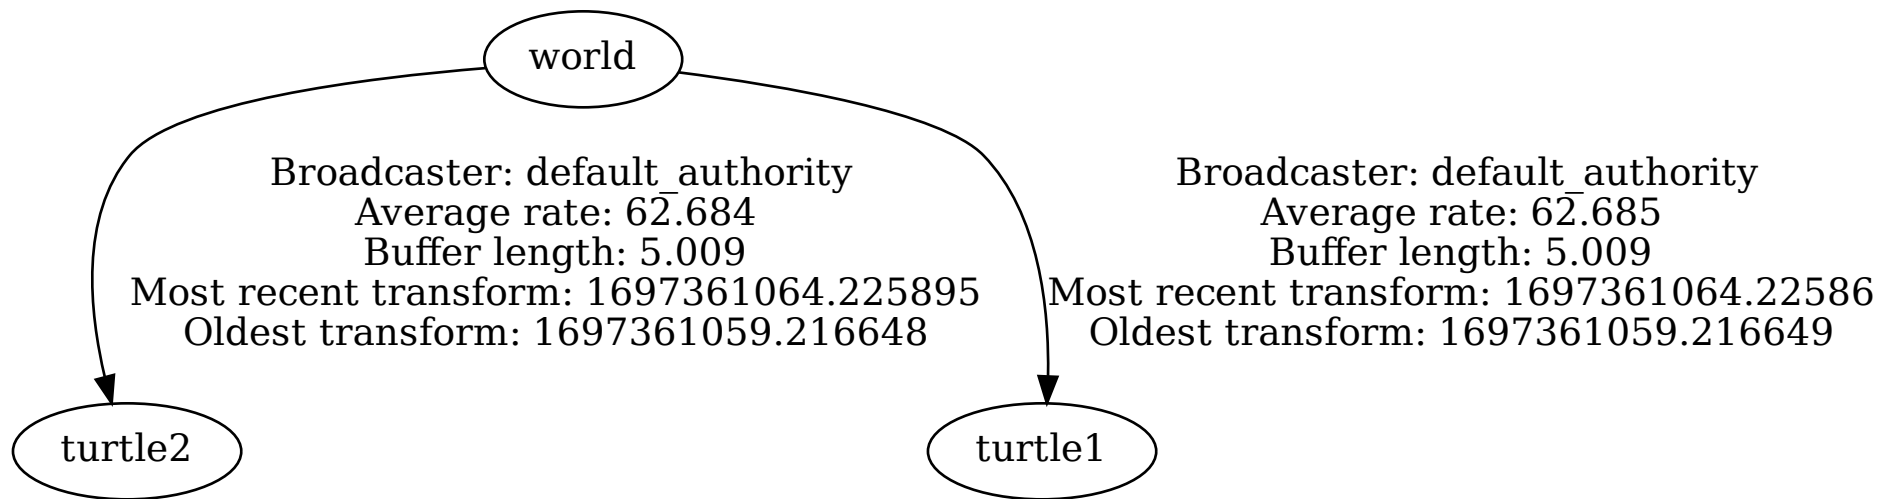 world
Broadcaster: default_authority
Average rate: 62.684
Buffer length: 5.009
Most recent transform: 1697361064.225895
Oldest transform: 1697361059.216648
Broadcaster: default_authority
Average rate: 62.685
Buffer length: 5.009
Most recent transform: 1697361064.22586
Oldest transform: 1697361059.216649
turtle2
turtle1